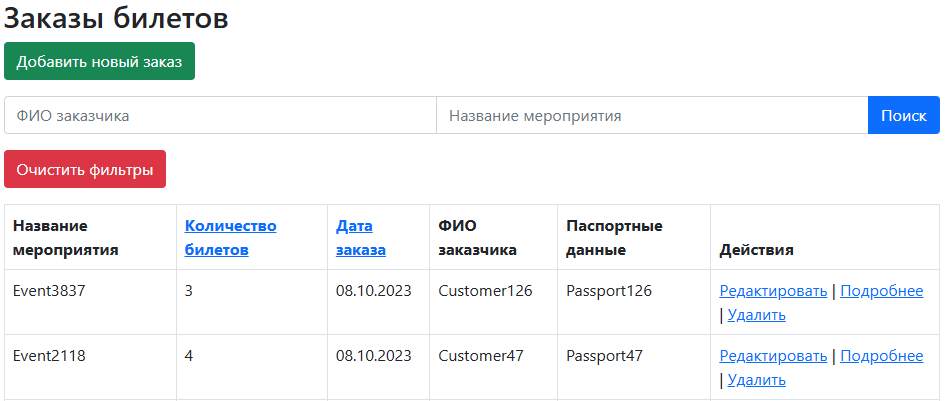 Заказы билетов
Добавить новый заказ
ФИО заказчика Название мероприятия Поиск
Очистить фильтры
Название мероприятия Количество билетов Дата заказа ФИО заказчика Паспортные данные Действия
Event3837 3 08.10.2023 Customer126 Passport126 Редактировать | Подробнее
| Удалить
Event2118 4 08.10.2023 Customer47 Passport47 Редактировать | Подробнее
| Удалить